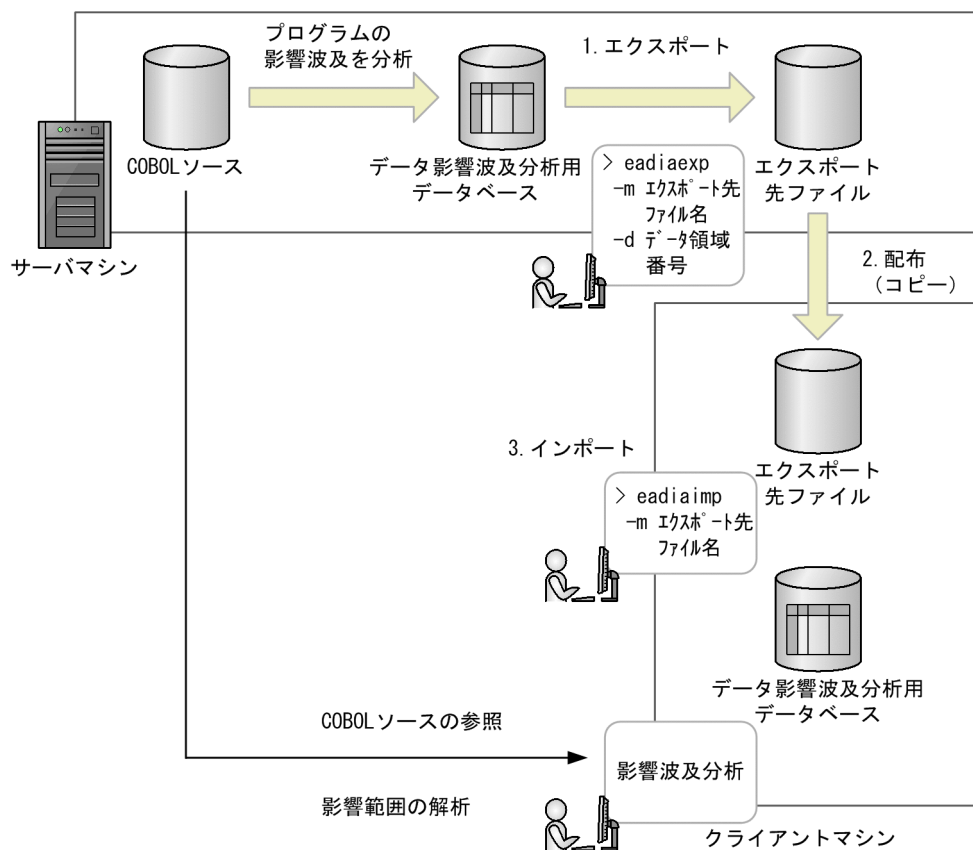 プログラムの
影響波及を分析
1.エクスポート
COBOLソース
データ影響波及分析用
データベース
> eadiaexp
-m ｴｸｽﾎﾟｰﾄ先
ﾌｧｲﾙ名
-d ﾃﾞｰﾀ領域
番号
エクスポート
先ファイル
サーバマシン
2.配布
（コピー）
3.インポート
> eadiaimp
-m ｴｸｽﾎﾟｰﾄ先
ﾌｧｲﾙ名
エクスポート
先ファイル
データ影響波及分析用
データベース
COBOLソースの参照
影響波及分析
影響範囲の解析
クライアントマシン